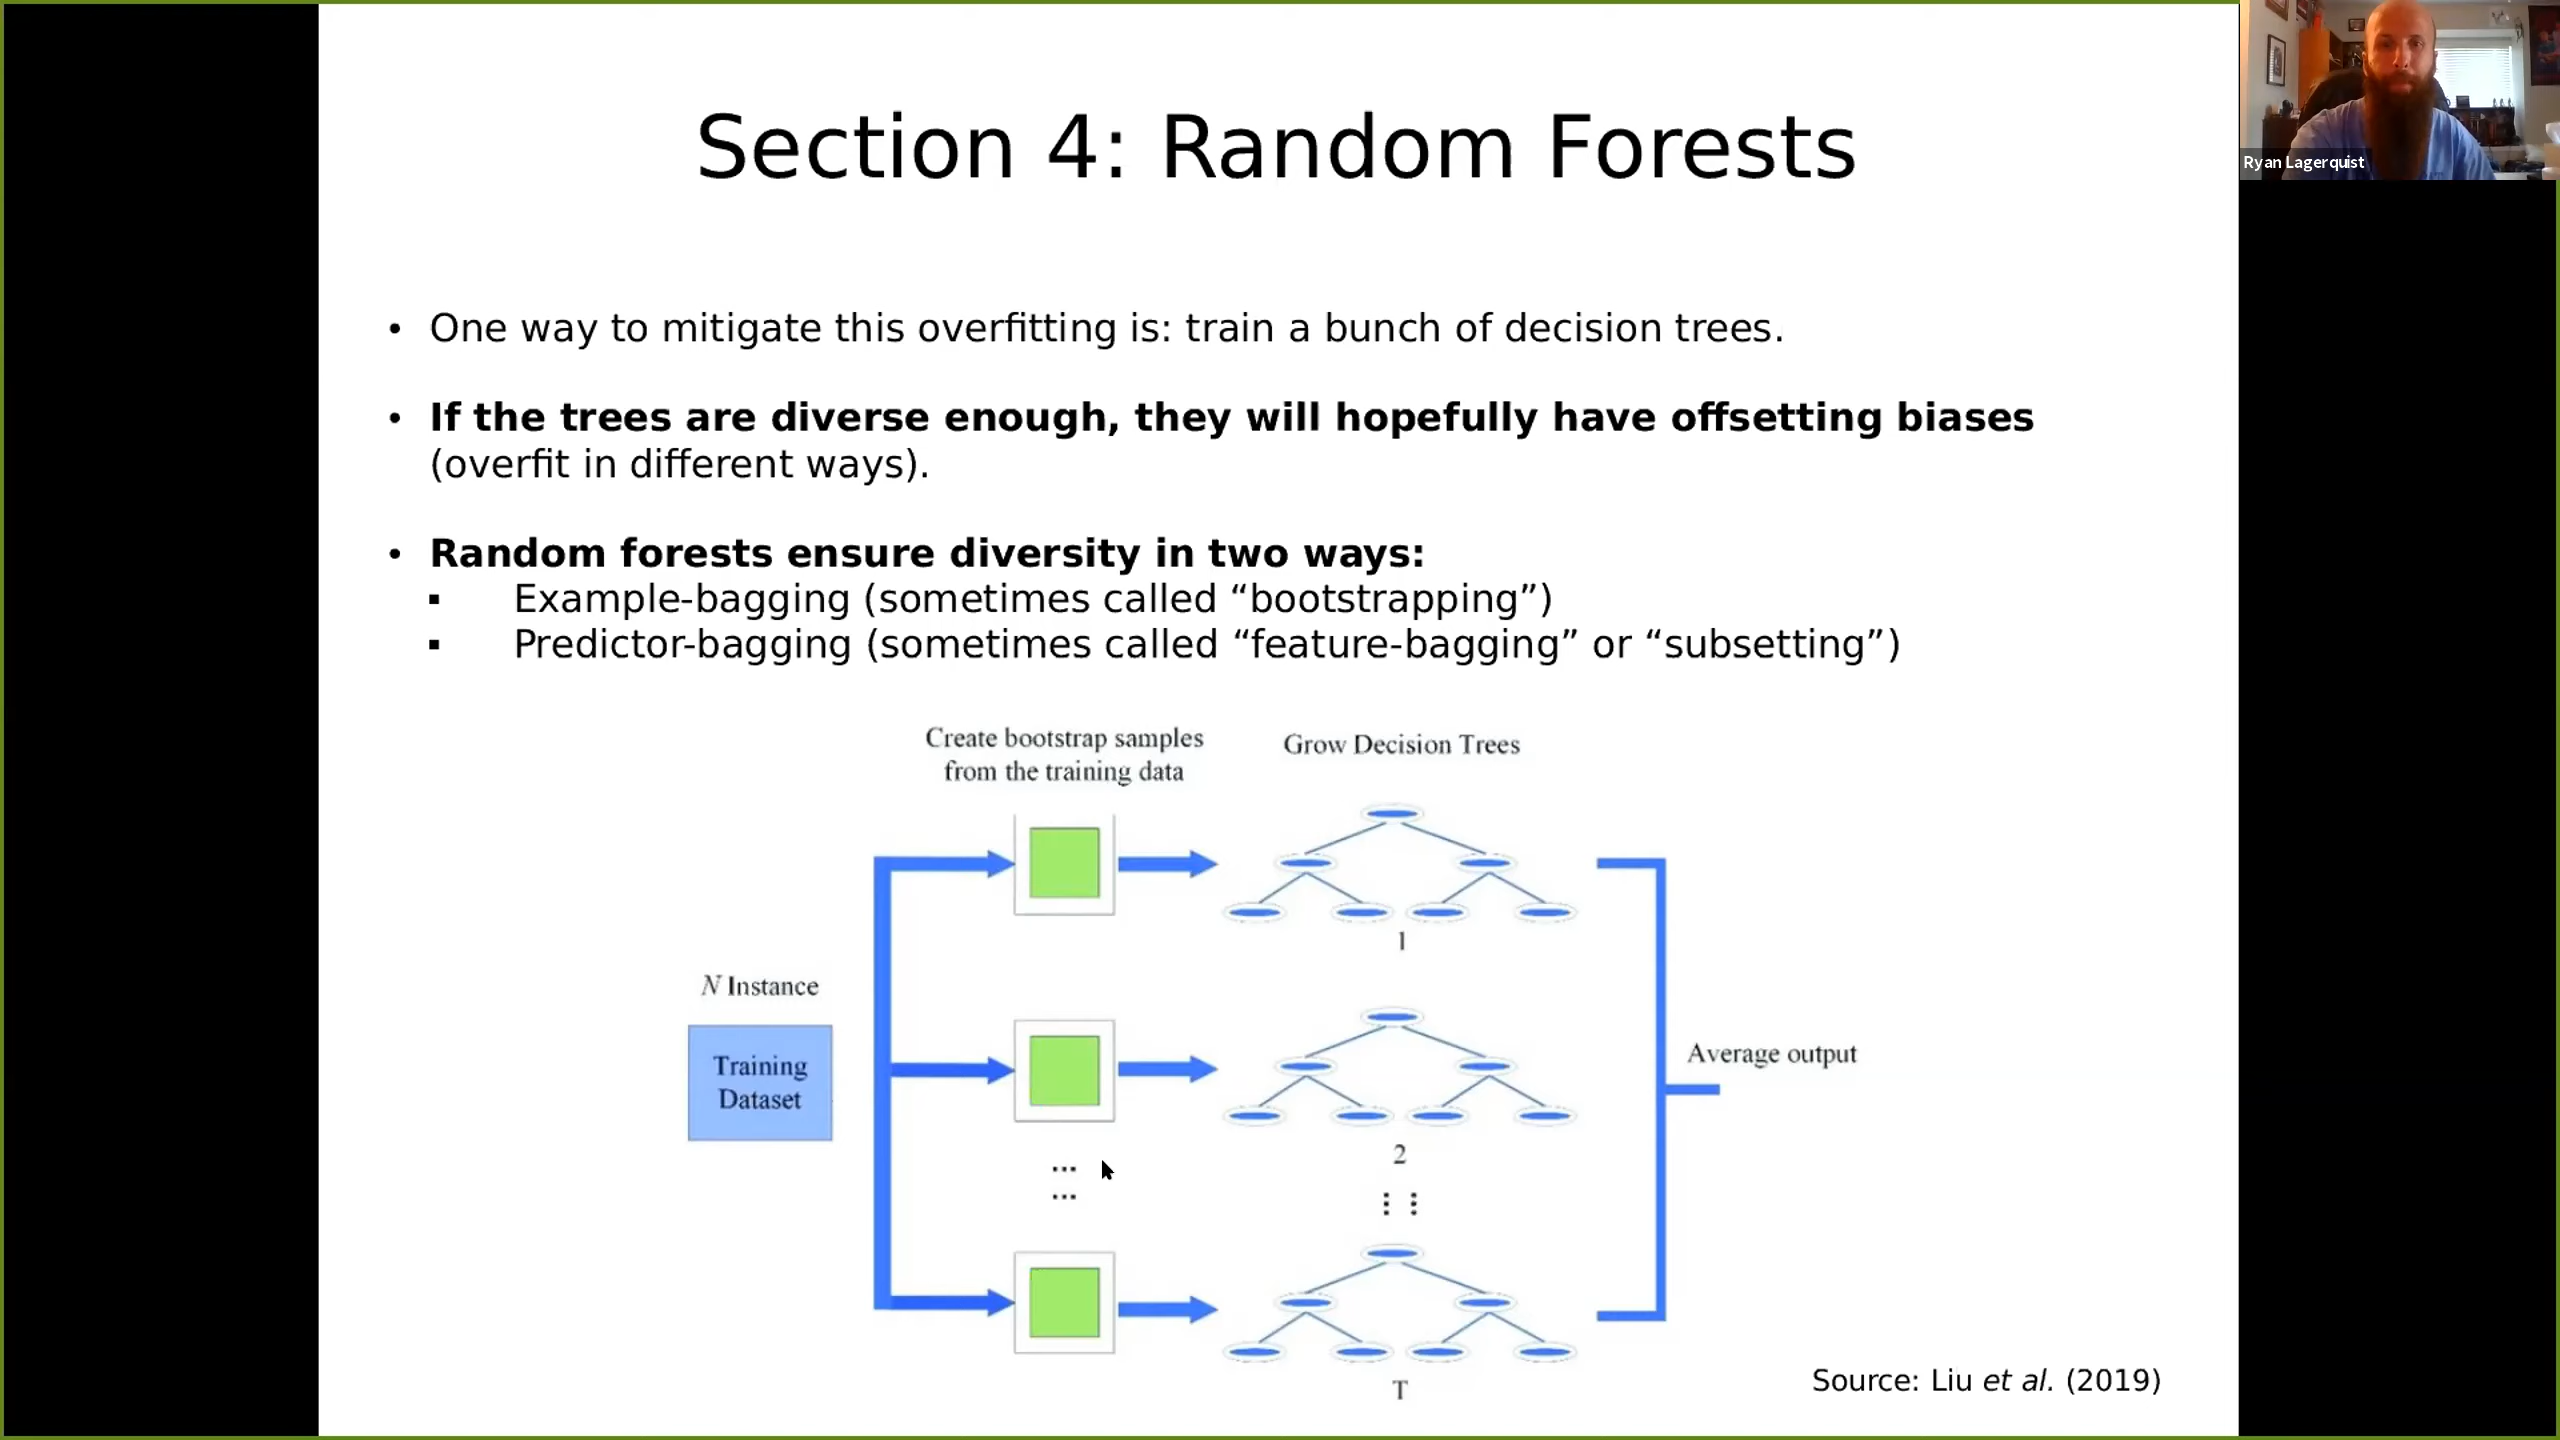 Section 4: Random Forests
Ryan Lagerquist
• One way to mitigate this overfitting is: train a bunch of decision trees.
• If the trees are diverse enough, they will hopefully have offsetting biases
(overfit in different ways).
• Random forests ensure diversity in two ways:
▪ Example-bagging (sometimes called “bootstrapping”)
▪ Predictor-bagging (sometimes called “feature-bagging” or “subsetting”)
Create bootstrap samples
from the training data
Grow Decision Trees
1
N Instance
Training
Dataset
Average output
2
...
...
⋮ ⋮
T
Source: Liu et al. (2019)